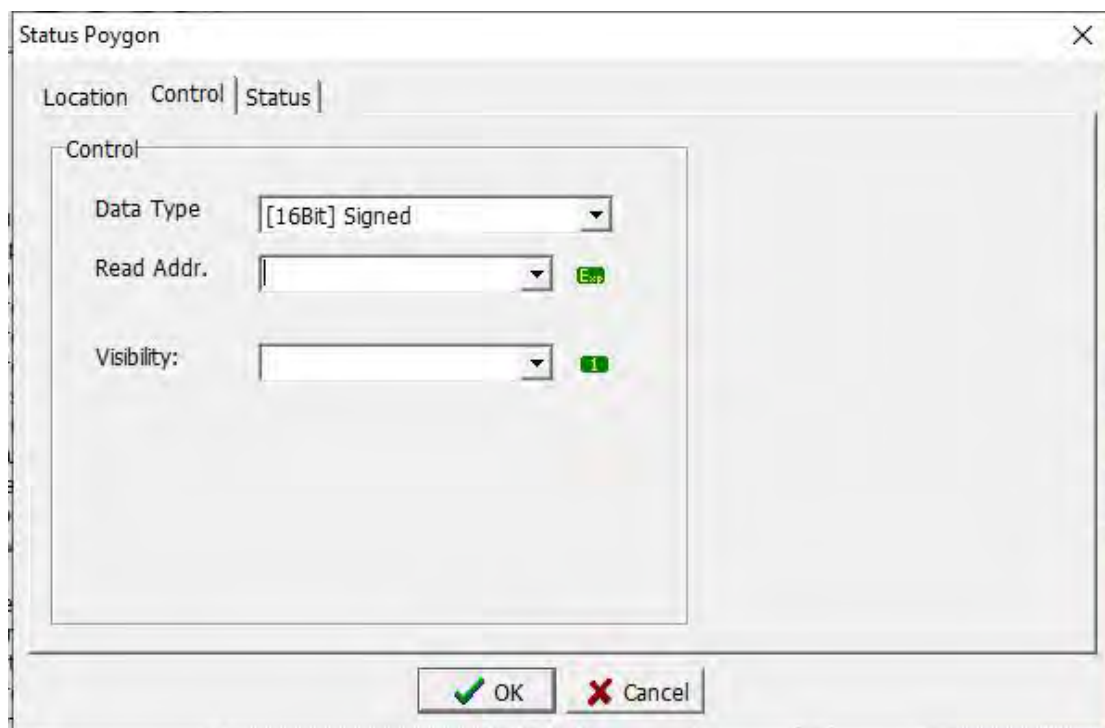 Status Poygon
Location Control Status
Control
Data Type [16Bit] Signed
Read Addr. Exp
Visibility: 1
OK Cancel